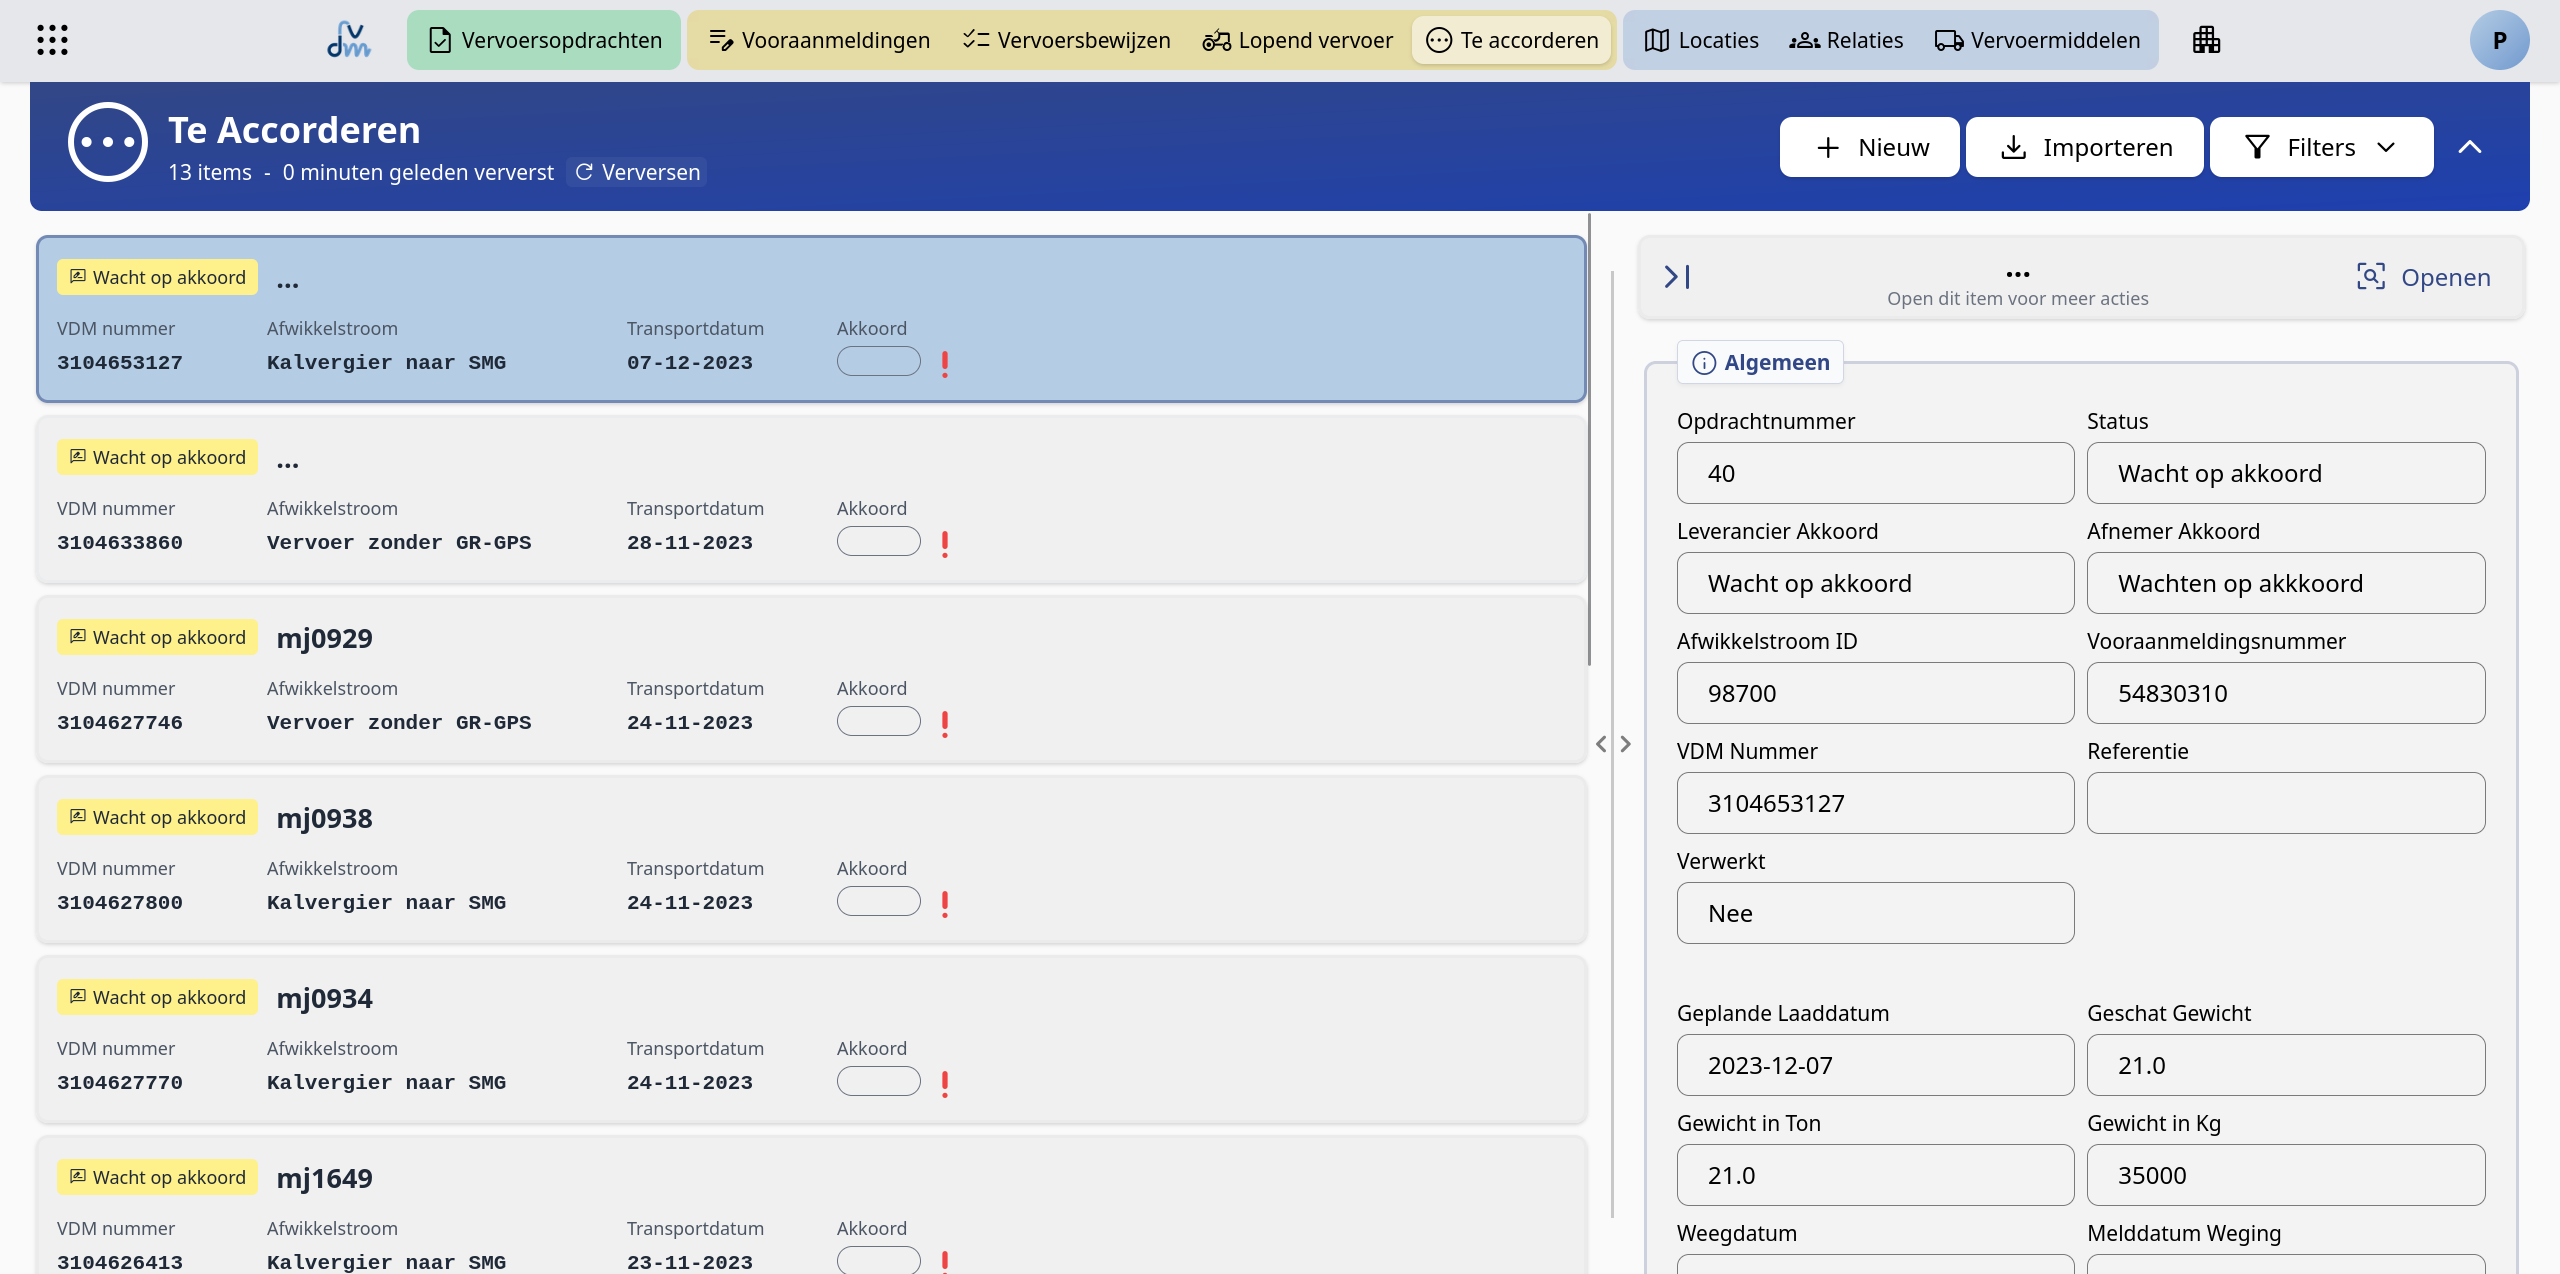 Vervoersopdrachten Vooraanmeldingen Vervoersbewijzen Lopend vervoer Te accorderen Locaties Relaties Vervoermiddelen P
Te Accorderen
13 items - 0 minuten geleden ververst Verversen
Nieuw Importeren Filters
Wacht op akkoord ...
VDM nummer Afwikkelstroom Transportdatum Akkoord
3104653127 Kalvergier naar SMG 07-12-2023
Wacht op akkoord ...
VDM nummer Afwikkelstroom Transportdatum Akkoord
3104633860 Vervoer zonder GR-GPS 28-11-2023
Wacht op akkoord mj0929
VDM nummer Afwikkelstroom Transportdatum Akkoord
3104627746 Vervoer zonder GR-GPS 24-11-2023
Wacht op akkoord mj0938
VDM nummer Afwikkelstroom Transportdatum Akkoord
3104627800 Kalvergier naar SMG 24-11-2023
Wacht op akkoord mj0934
VDM nummer Afwikkelstroom Transportdatum Akkoord
3104627770 Kalvergier naar SMG 24-11-2023
Wacht op akkoord mj1649
VDM nummer Afwikkelstroom Transportdatum Akkoord
3104626413 Kalvergier naar SMG 23-11-2023
...
Open dit item voor meer acties
Openen
Algemeen
Opdrachtnummer Status
40 Wacht op akkoord
Leverancier Akkoord Afnemer Akkoord
Wacht op akkoord Wachten op akkkoord
Afwikkelstroom ID Vooraanmeldingsnummer
98700 54830310
VDM Nummer Referentie
3104653127
Verwerkt
Nee
Geplande Laaddatum Geschat Gewicht
2023-12-07 21.0
Gewicht in Ton Gewicht in Kg
21.0 35000
Weegdatum Melddatum Weging